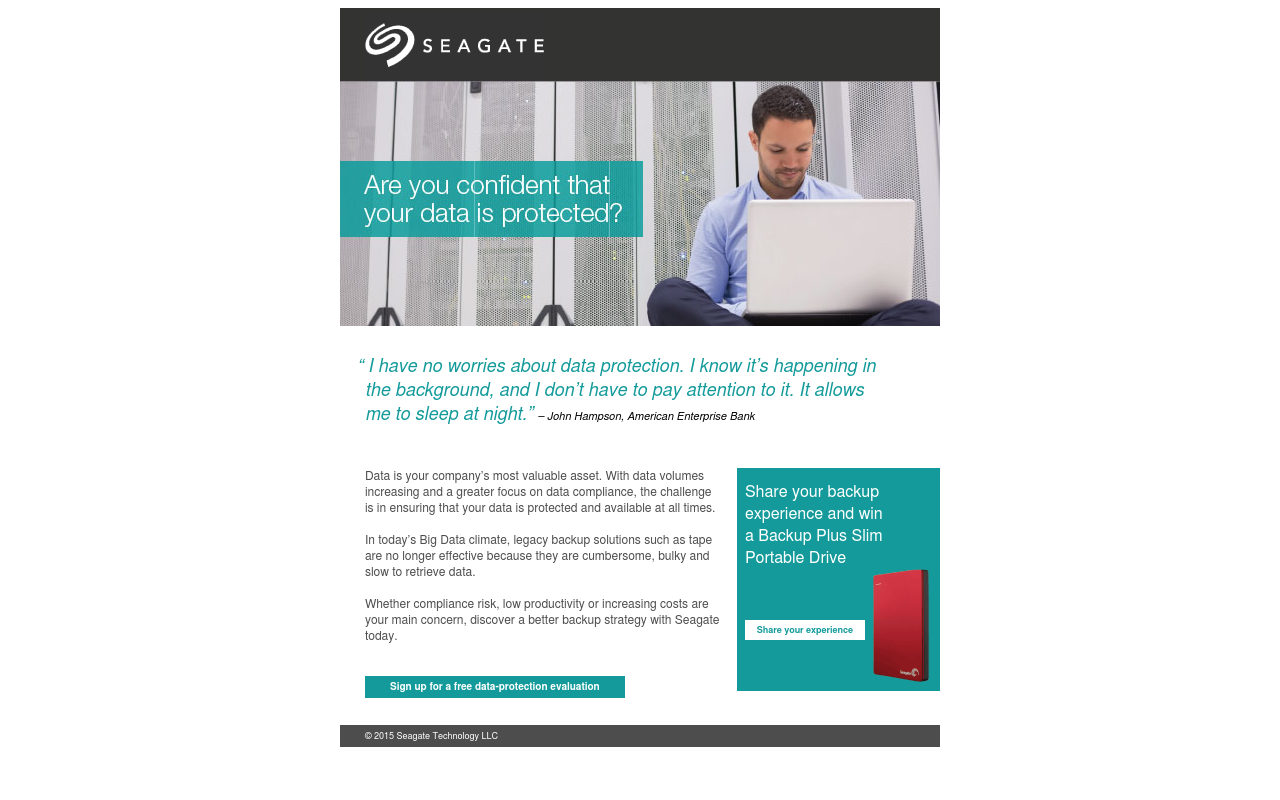 SEAGATE
Are you confident that
your data is protected?
“ I have no worries about data protection. I know it’s happening in
the background, and I don’t have to pay attention to it. It allows
me to sleep at night.” – John Hampson, American Enterprise Bank
Data is your company’s most valuable asset. With data volumes
increasing and a greater focus on data compliance, the challenge
is in ensuring that your data is protected and available at all times.
In today’s Big Data climate, legacy backup solutions such as tape
are no longer effective because they are cumbersome, bulky and
slow to retrieve data.
Whether compliance risk, low productivity or increasing costs are
your main concern, discover a better backup strategy with Seagate
today.
Sign up for a free data-protection evaluation
Share your backup
experience and win
a Backup Plus Slim
Portable Drive
Share your experience
Seagate
© 2015 Seagate Technology LLC